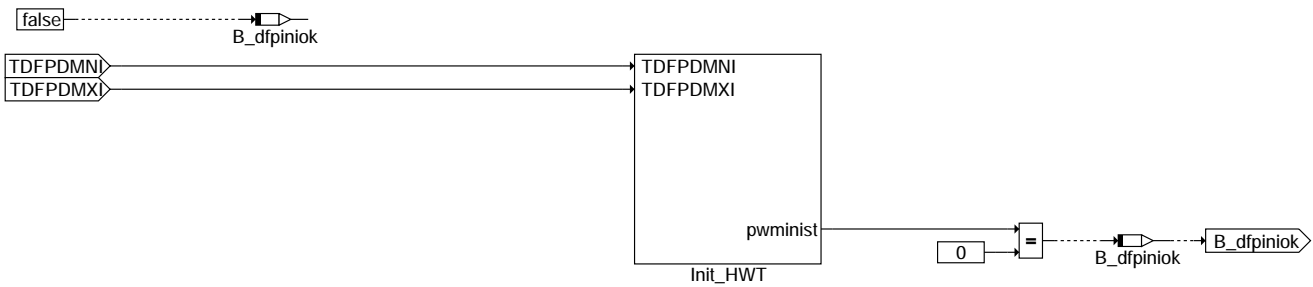 false
B_dfpiniok
TDFPDMNI
TDFPDMNI
TDFPDMXI
TDFPDMXI
pwminist
0
=
B_dfpiniok
B_dfpiniok
Init_HWT